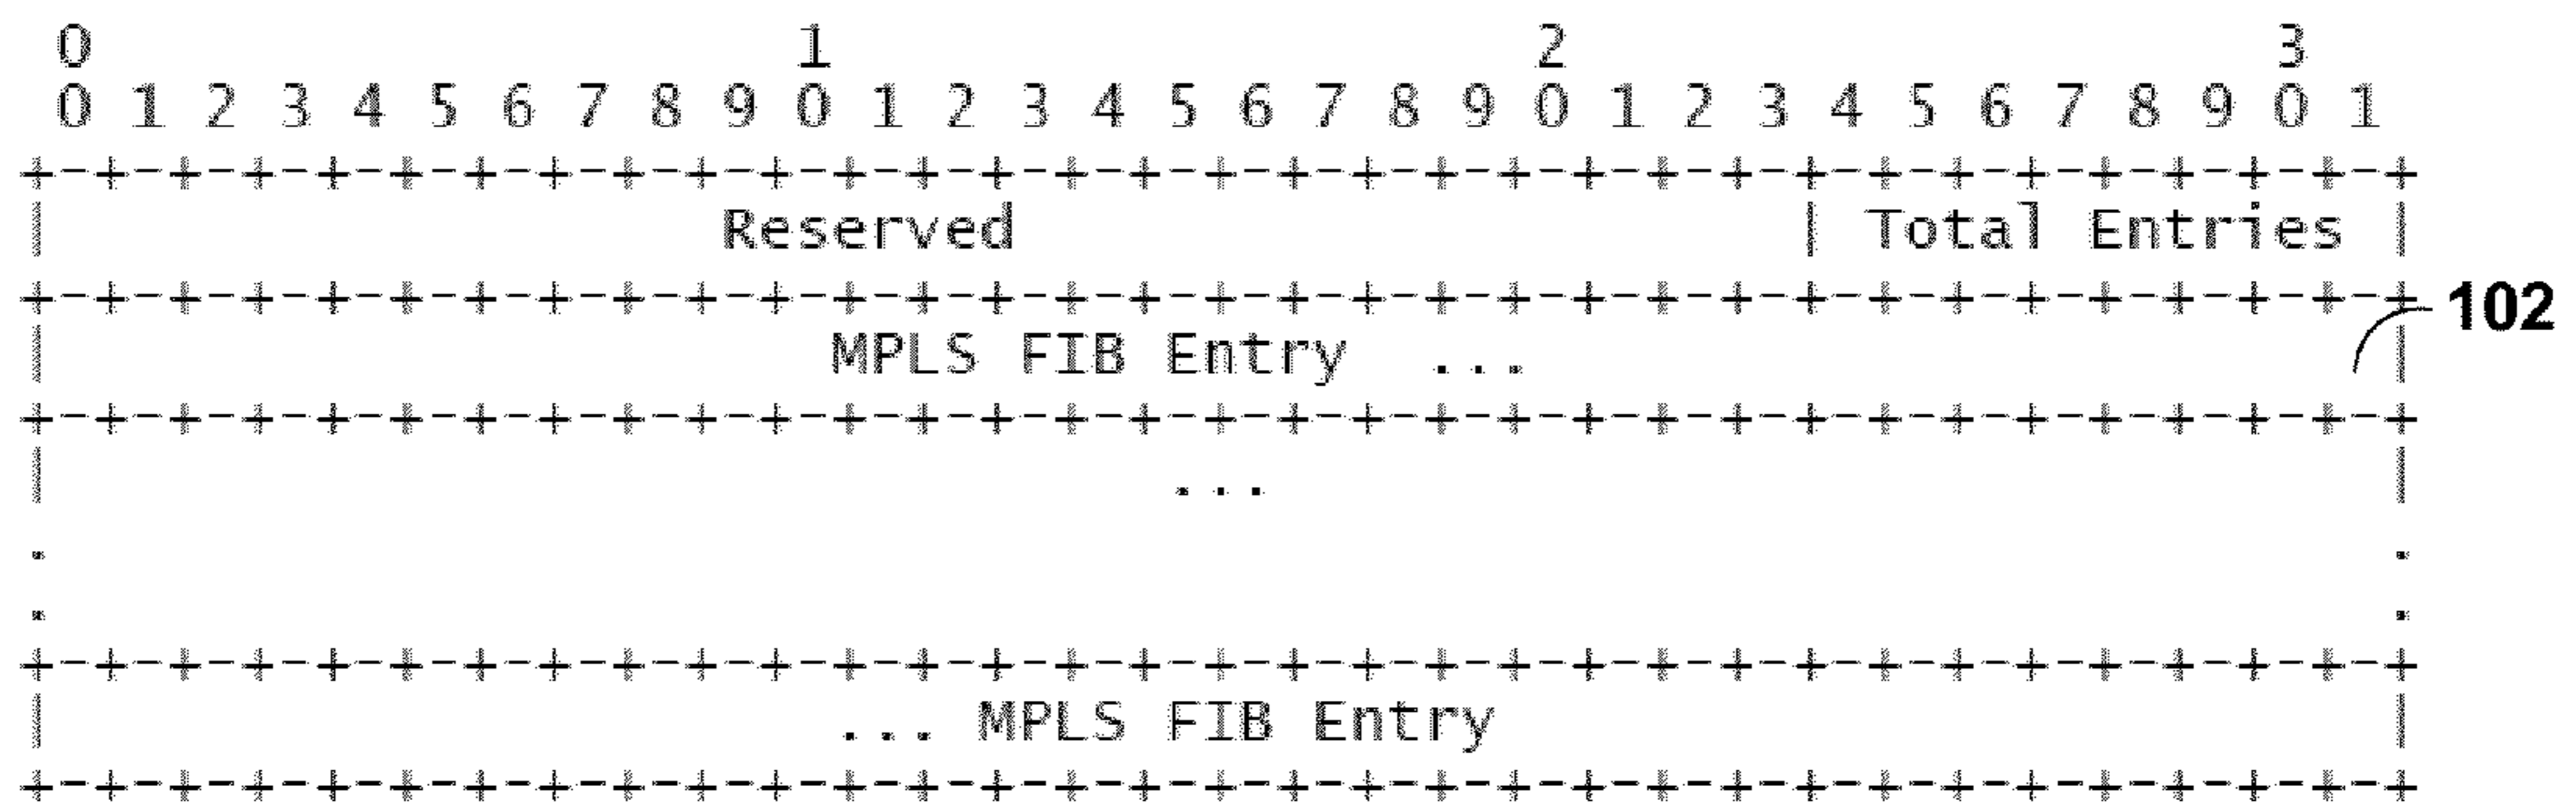 0                   1                   2                   3
 0 1 2 3 4 5 6 7 8 9 0 1 2 3 4 5 6 7 8 9 0 1 2 3 4 5 6 7 8 9 0 1
+-+-+-+-+-+-+-+-+-+-+-+-+-+-+-+-+-+-+-+-+-+-+-+-+-+-+-+-+-+-+-+-+
|                  Reserved                     | Total Entries |
+-+-+-+-+-+-+-+-+-+-+-+-+-+-+-+-+-+-+-+-+-+-+-+-+-+-+-+-+-+-+-+-+ 102
|                     MPLS FIB Entry  ...                       |
+-+-+-+-+-+-+-+-+-+-+-+-+-+-+-+-+-+-+-+-+-+-+-+-+-+-+-+-+-+-+-+-+
|                              ...                              |
.                                                               .
.                                                               .
+-+-+-+-+-+-+-+-+-+-+-+-+-+-+-+-+-+-+-+-+-+-+-+-+-+-+-+-+-+-+-+-+
|                     ... MPLS FIB Entry                        |
+-+-+-+-+-+-+-+-+-+-+-+-+-+-+-+-+-+-+-+-+-+-+-+-+-+-+-+-+-+-+-+-+